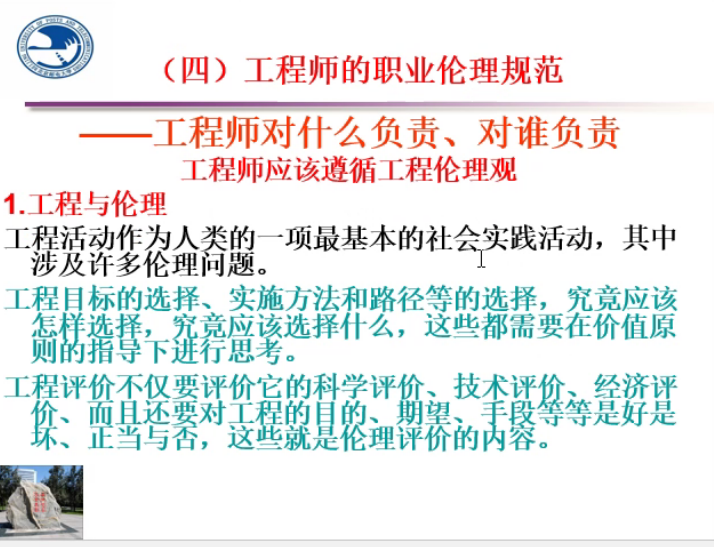 （四）工程师的职业伦理规范
——工程师对什么负责、对谁负责
工程师应该遵循工程伦理观
1.工程与伦理
工程活动作为人类的一项最基本的社会实践活动，其中
涉及许多伦理问题。
工程目标的选择、实施方法和路径等的选择，究竟应该
怎样选择，究竟应该选择什么，这些都需要在价值原
则的指导下进行思考。
工程评价不仅要评价它的科学评价、技术评价、经济评
价、而且还要对工程的目的、期望、手段等等是好是
坏、正当与否，这些就是伦理评价的内容。